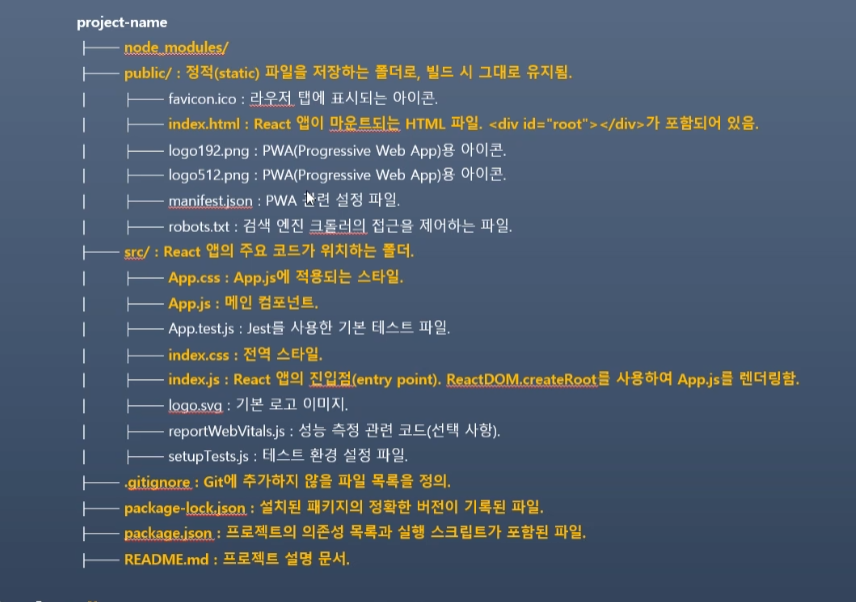 project-name
├── node_modules/
├── public/ : 정적(static) 파일을 저장하는 폴더로, 빌드 시 그대로 유지됨.
│ ├── favicon.ico : 라우저 탭에 표시되는 아이콘.
│ ├── index.html : React 앱이 마운트되는 HTML 파일. <div id="root"></div>가 포함되어 있음.
│ ├── logo192.png : PWA(Progressive Web App)용 아이콘.
│ ├── logo512.png : PWA(Progressive Web App)용 아이콘.
│ ├── manifest.json : PWA 관련 설정 파일.
│ ├── robots.txt : 검색 엔진 크롤러의 접근을 제어하는 파일.
├── src/ : React 앱의 주요 코드가 위치하는 폴더.
│ ├── App.css : App.js에 적용되는 스타일.
│ ├── App.js : 메인 컴포넌트.
│ ├── App.test.js : Jest를 사용한 기본 테스트 파일.
│ ├── index.css : 전역 스타일.
│ ├── index.js : React 앱의 진입점(entry point). ReactDOM.createRoot를 사용하여 App.js를 렌더링함.
│ ├── logo.svg : 기본 로고 이미지.
│ ├── reportWebVitals.js : 성능 측정 관련 코드(선택 사항).
│ ├── setupTests.js : 테스트 환경 설정 파일.
├── .gitignore : Git에 추가하지 않을 파일 목록을 정의.
├── package-lock.json : 설치된 패키지의 정확한 버전이 기록된 파일.
├── package.json : 프로젝트의 의존성 목록과 실행 스크립트가 포함된 파일.
├── README.md : 프로젝트 설명 문서.